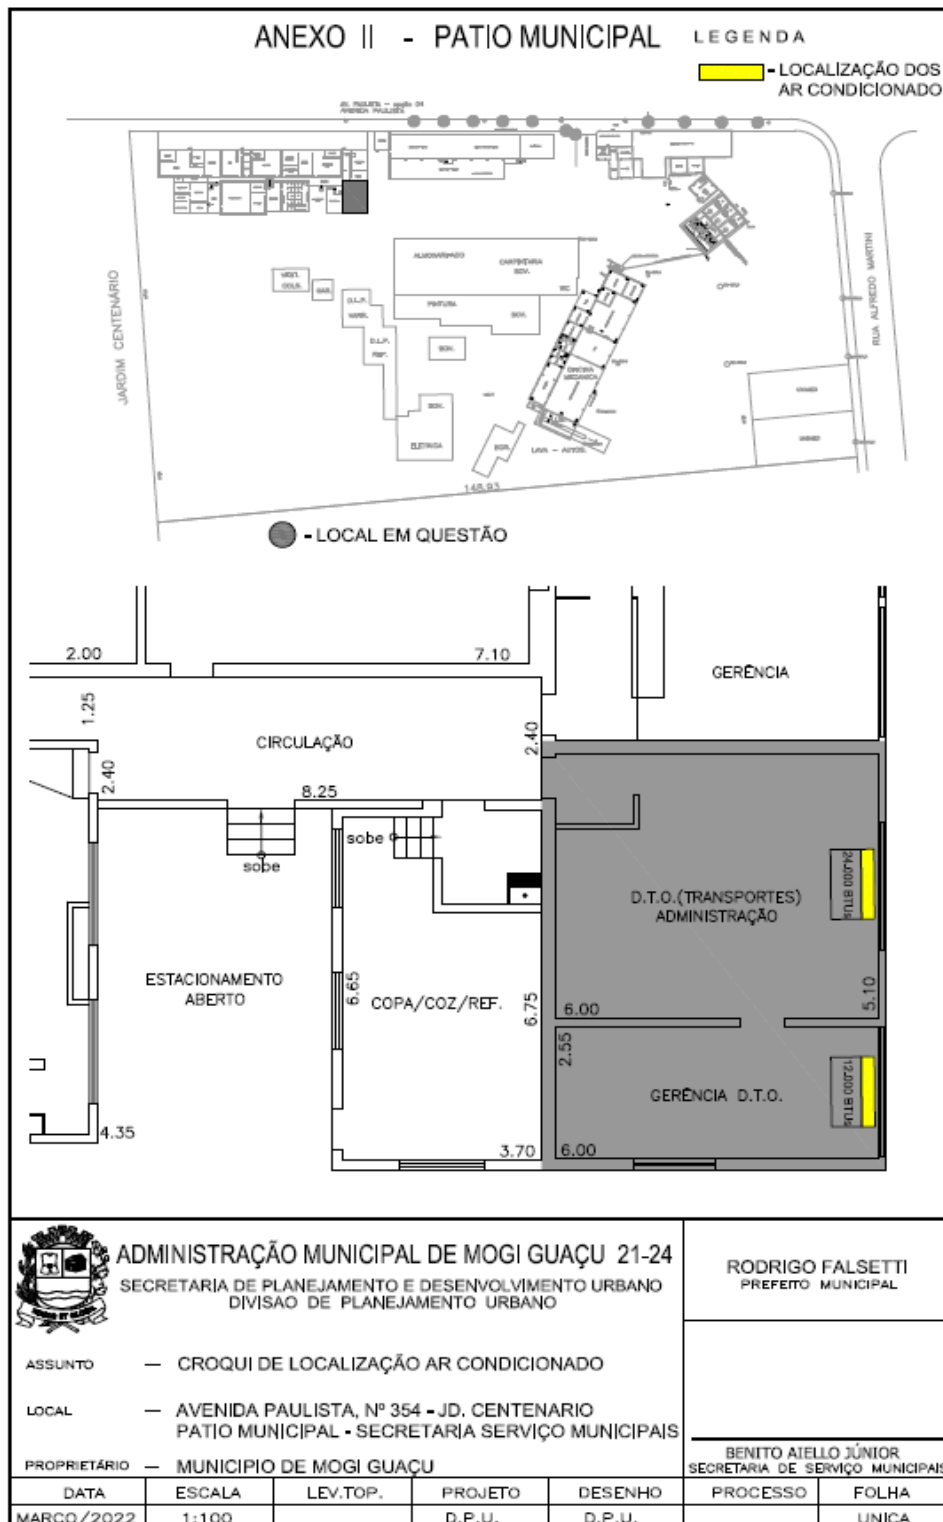 ANEXO II - PATIO MUNICIPAL
LEGENDA
- LOCALIZAÇÃO DOS
AR CONDICIONADO
AVENIDA PAULISTA
JARDIM CENTENÁRIO
RUA ALFREDO MARTINI
ALMOXARIFADO
CARPINTARIA
PINTURA
D.L.P.
D.L.P.
REF.
ELETRICA
OFICINA
MECANICA
LAVA - AUTOS
148.93
- LOCAL EM QUESTÃO
2.00
7.10
GERÊNCIA
1.25
CIRCULAÇÃO
2.40
2.40
8.25
sobe
sobe
24.000 BTUs
D.T.O.(TRANSPORTES)
ADMINISTRAÇÃO
ESTACIONAMENTO
ABERTO
6.65
COPA/COZ/REF.
6.75
6.00
5.10
2.55
12.000 BTUs
GERÊNCIA D.T.O.
4.35
3.70
6.00
ADMINISTRAÇÃO MUNICIPAL DE MOGI GUAÇU 21-24
SECRETARIA DE PLANEJAMENTO E DESENVOLVIMENTO URBANO
DIVISAO DE PLANEJAMENTO URBANO
RODRIGO FALSETTI
PREFEITO MUNICIPAL
ASSUNTO — CROQUI DE LOCALIZAÇÃO AR CONDICIONADO
LOCAL — AVENIDA PAULISTA, Nº 354 - JD. CENTENARIO
PATIO MUNICIPAL - SECRETARIA SERVIÇO MUNICIPAIS
PROPRIETÁRIO — MUNICIPIO DE MOGI GUAÇU
BENITO AIELLO JÚNIOR
SECRETARIA DE SERVIÇO MUNICIPAIS
DATA ESCALA LEV.TOP. PROJETO DESENHO PROCESSO FOLHA
MARÇO/2022 1:100 D.P.U. D.P.U. UNICA